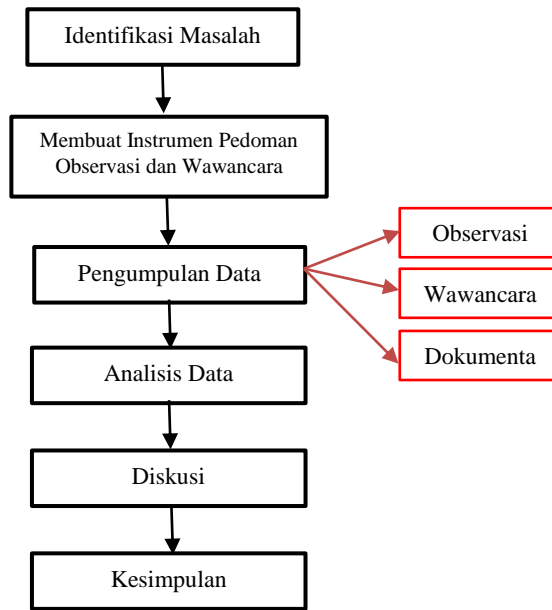 Identifikasi Masalah
Membuat Instrumen Pedoman
Observasi dan Wawancara
Pengumpulan Data
Observasi
Wawancara
Dokumenta
Analisis Data
Diskusi
Kesimpulan